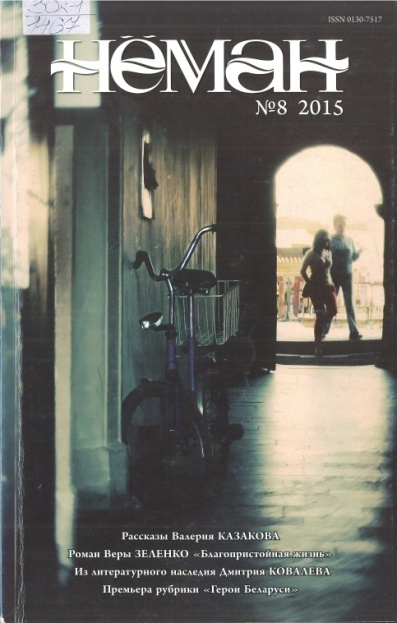 ISSN 0130-7517
НЁМАН
№8 2015
Рассказы Валерия КАЗАКОВА
Роман Веры ЗЕЛЕНКО «Благопристойная жизнь»
Из литературного наследия Дмитрия КОВАЛЕВА
Премьера рубрики «Герои Беларуси»